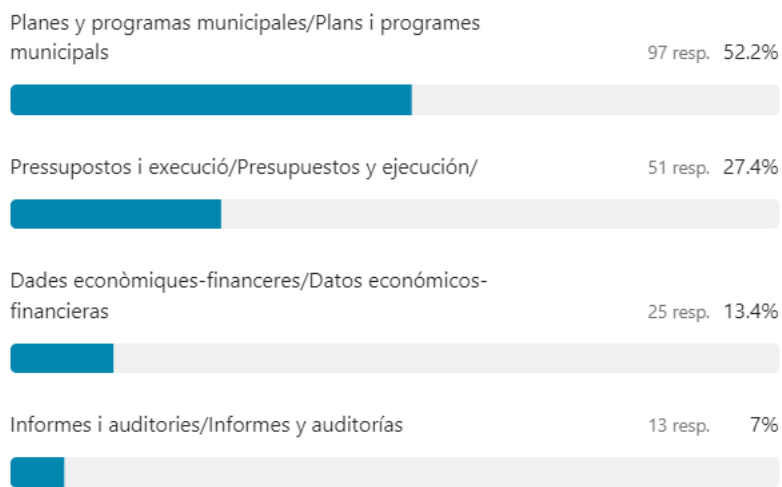 Planes y programas municipales/Plans i programes
municipals 97 resp. 52.2%
Pressupostos i execució/Presupuestos y ejecución/ 51 resp. 27.4%
Dades econòmiques-financeres/Datos económicos-
financieras 25 resp. 13.4%
Informes i auditories/Informes y auditorías 13 resp. 7%